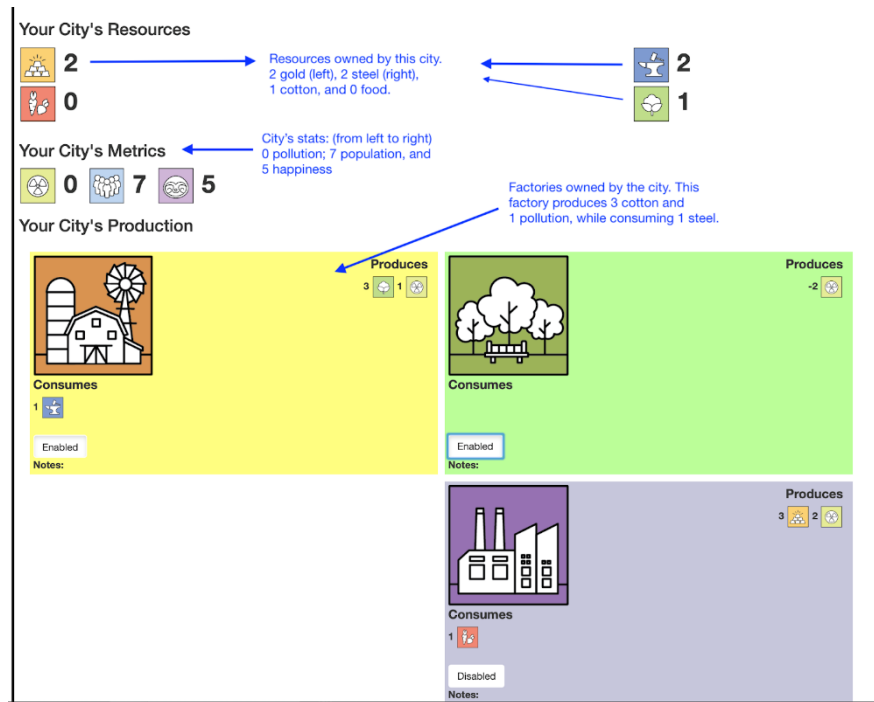 Your City's Resources
2
Resources owned by this city.
2 gold (left), 2 steel (right),
1 cotton, and 0 food.
2
0
1
Your City's Metrics
City's stats: (from left to right)
0 pollution; 7 population, and
5 happiness
0 7 5
Factories owned by the city. This
factory produces 3 cotton and
1 pollution, while consuming 1 steel.
Your City's Production
Produces
3 1
Consumes
1
Enabled
Notes:
Produces
-2
Consumes
Enabled
Notes:
Produces
3 2
Consumes
1
Disabled
Notes: